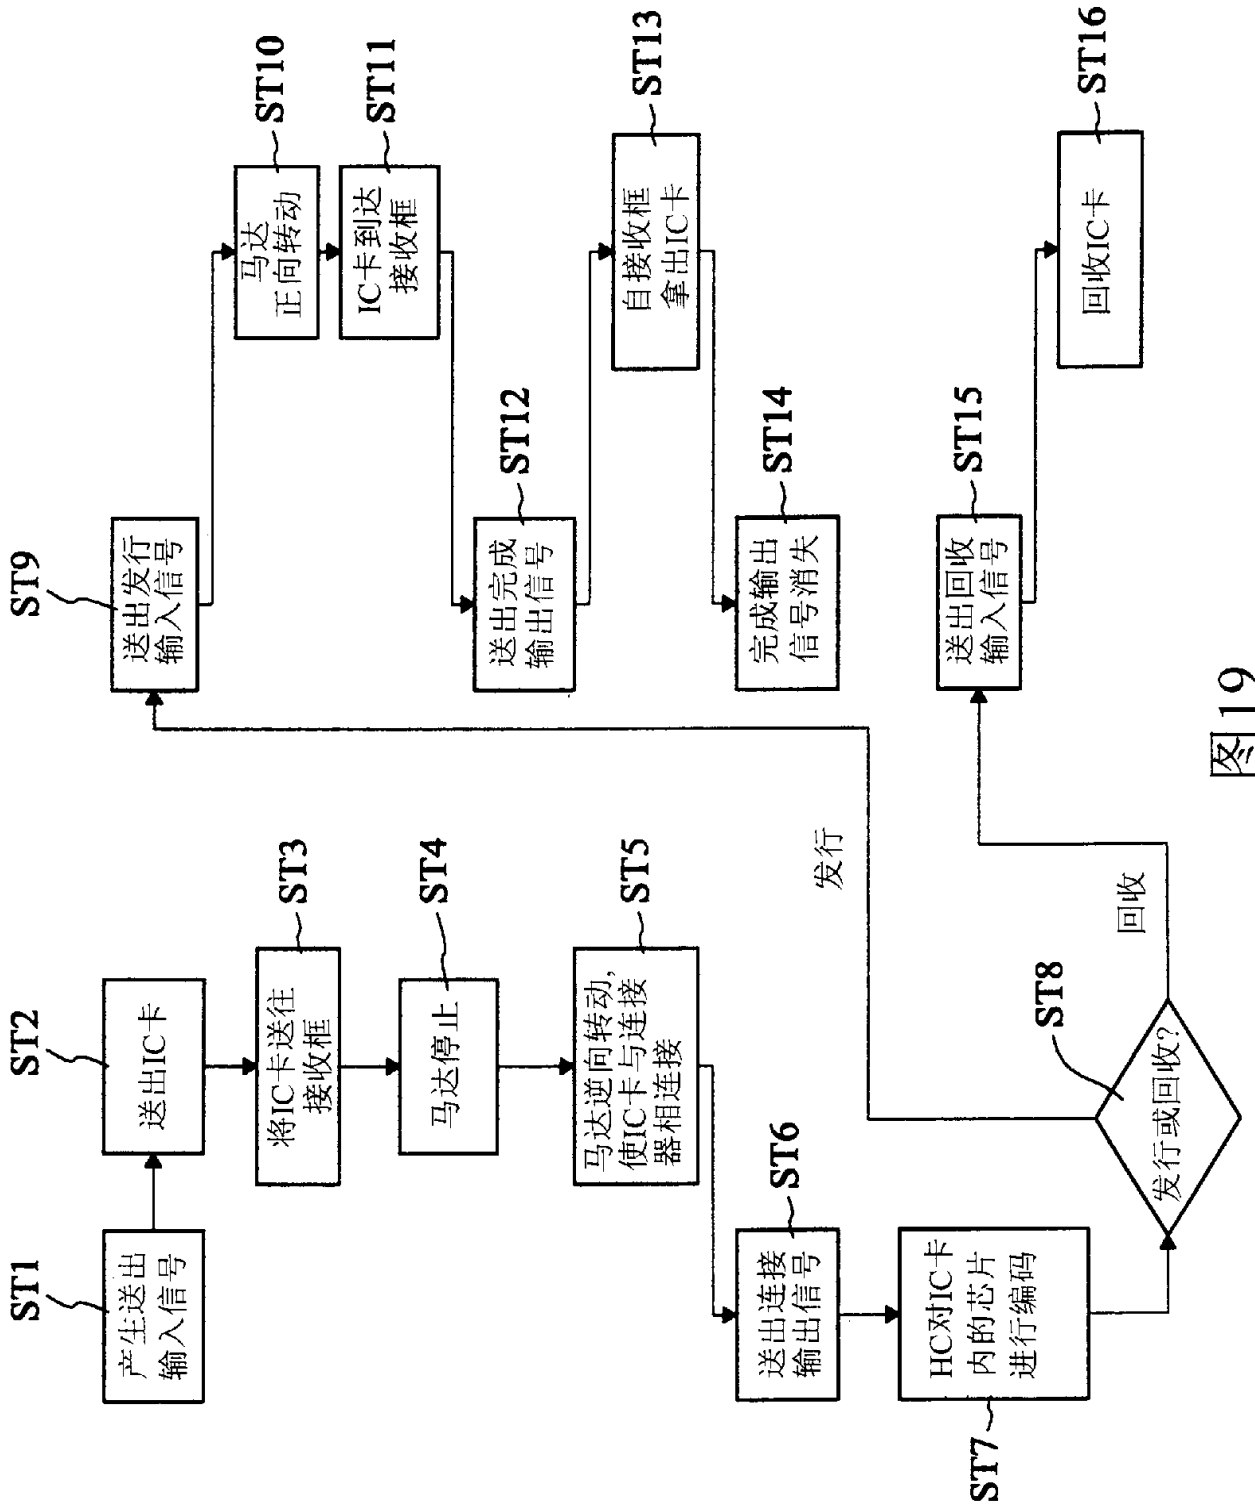 ST1
产生送出
输入信号
ST2
送出IC卡
ST3
将IC卡送往
接收框
ST4
马达停止
ST5
马达逆向转动,
使IC卡与连接
器相连接
ST6
送出连接
输出信号
ST7
HC对IC卡
内的芯片
进行编码
ST8
发行或回收?
发行
回收
ST9
送出发行
输入信号
ST10
马达
正向转动
ST11
IC卡到达
接收框
ST12
送出完成
输出信号
ST13
自接收框
拿出IC卡
ST14
完成输出
信号消失
ST15
送出回收
输入信号
ST16
回收IC卡
图19